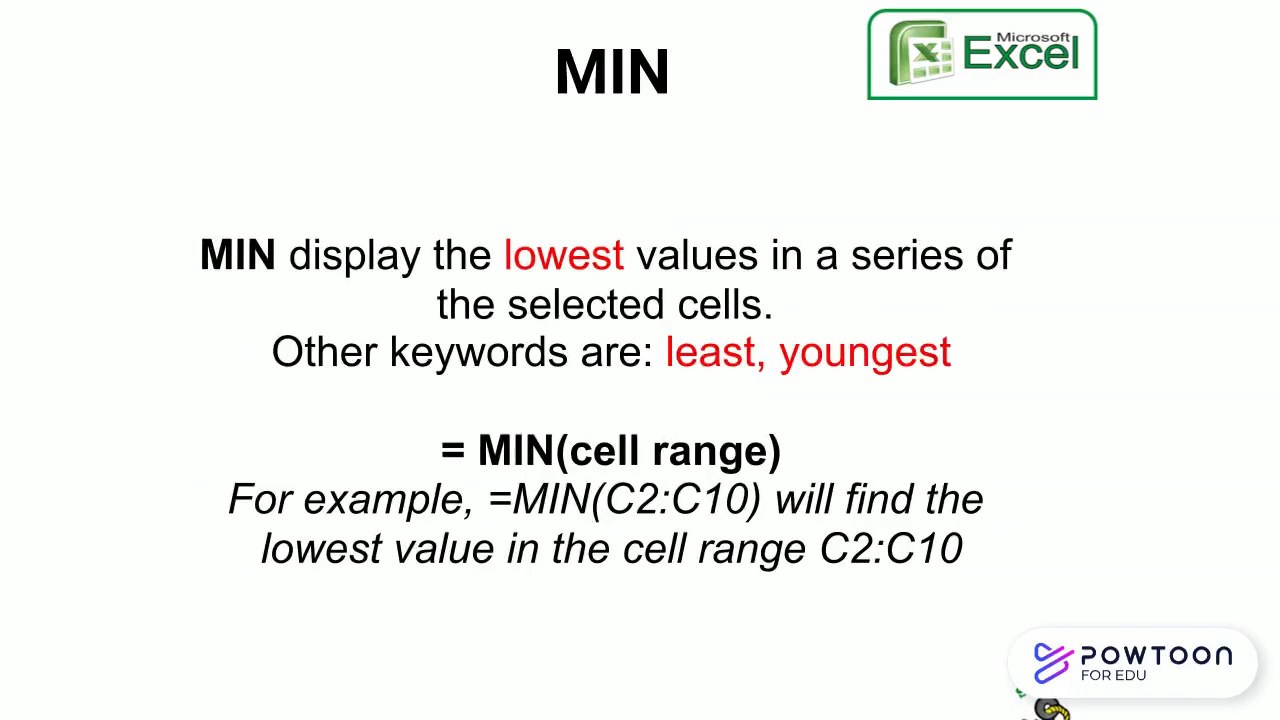 MIN
Microsoft
Excel
MIN display the lowest values in a series of
the selected cells.
Other keywords are: least, youngest
= MIN(cell range)
For example, =MIN(C2:C10) will find the
lowest value in the cell range C2:C10
POWTOON
FOR EDU